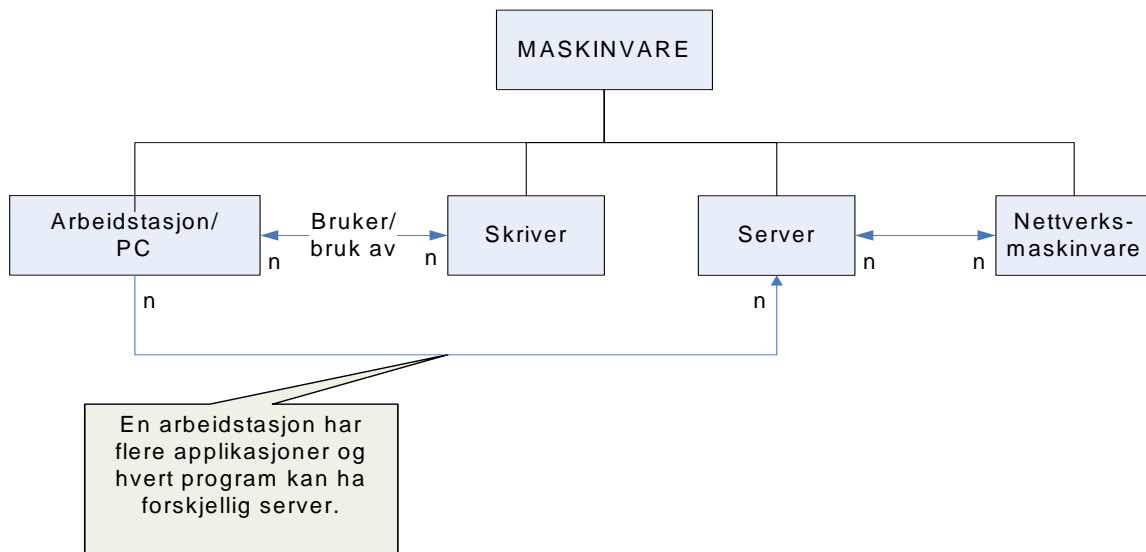 MASKINVARE
Arbeidstasjon/
PC
Bruker/
bruk av
Skriver
Server
Nettverks-
maskinvare
n
n
n
n
n
n
En arbeidstasjon har
flere applikasjoner og
hvert program kan ha
forskjellig server.